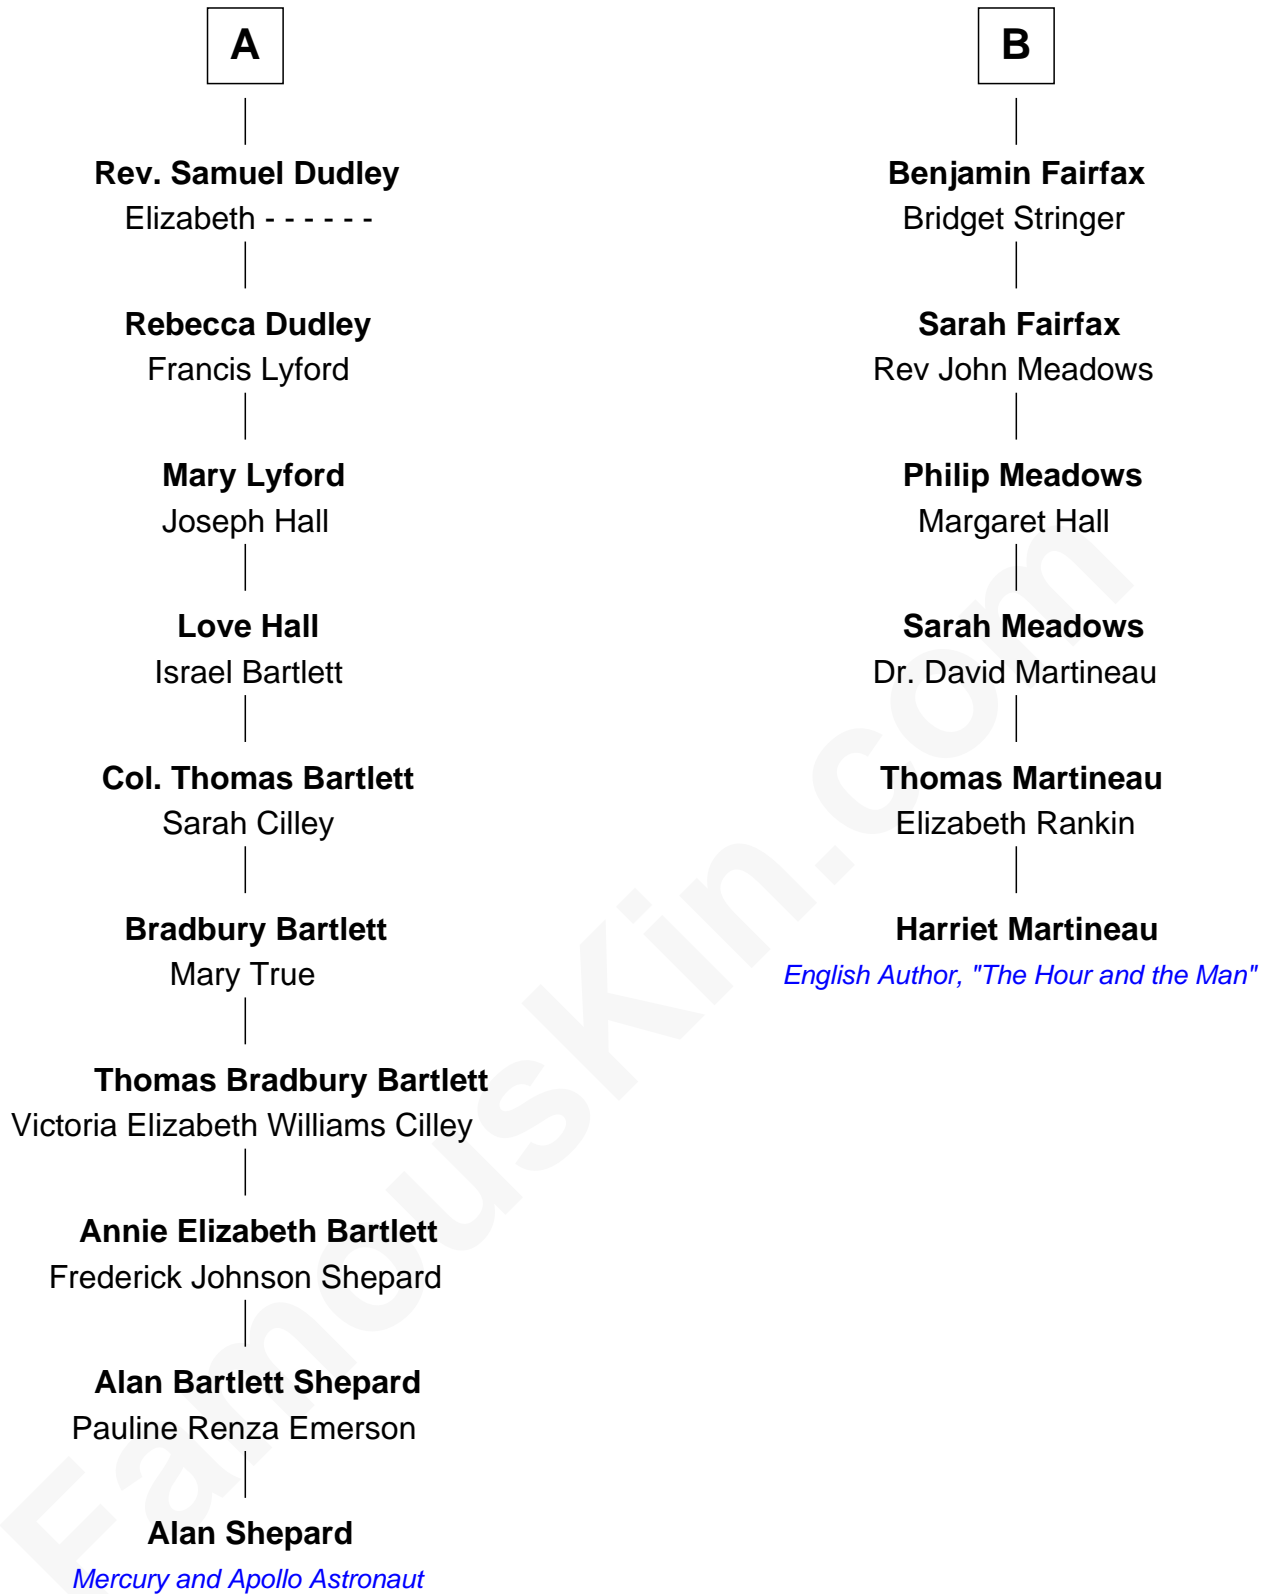 A
Rev. Samuel Dudley
Elizabeth - - - - - -
Rebecca Dudley
Francis Lyford
Mary Lyford
Joseph Hall
Love Hall
Israel Bartlett
Col. Thomas Bartlett
Sarah Cilley
Bradbury Bartlett
Mary True
Thomas Bradbury Bartlett
Victoria Elizabeth Williams Cilley
Annie Elizabeth Bartlett
Frederick Johnson Shepard
Alan Bartlett Shepard
Pauline Renza Emerson
Alan Shepard
Mercury and Apollo Astronaut
B
Benjamin Fairfax
Bridget Stringer
Sarah Fairfax
Rev John Meadows
Philip Meadows
Margaret Hall
Sarah Meadows
Dr. David Martineau
Thomas Martineau
Elizabeth Rankin
Harriet Martineau
English Author, "The Hour and the Man"
FamousKin.com